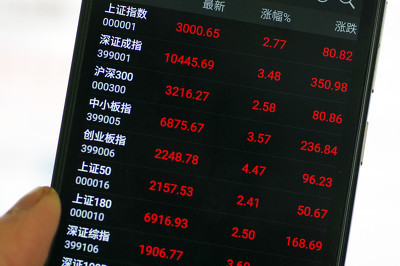 最新 涨幅% 涨跌
上证指数 3000.65 2.77 80.82
000001
深证成指 10445.69 3.48 350.98
399001
沪深300 3216.27 2.58 80.86
000300
中小板指 6875.67 3.57 236.84
399005
创业板指 2248.78 4.47 96.23
399006
上证50 2157.53 2.41 50.67
000016
上证180 6916.93 2.50 168.69
000010
深证综指 1906.77
399106